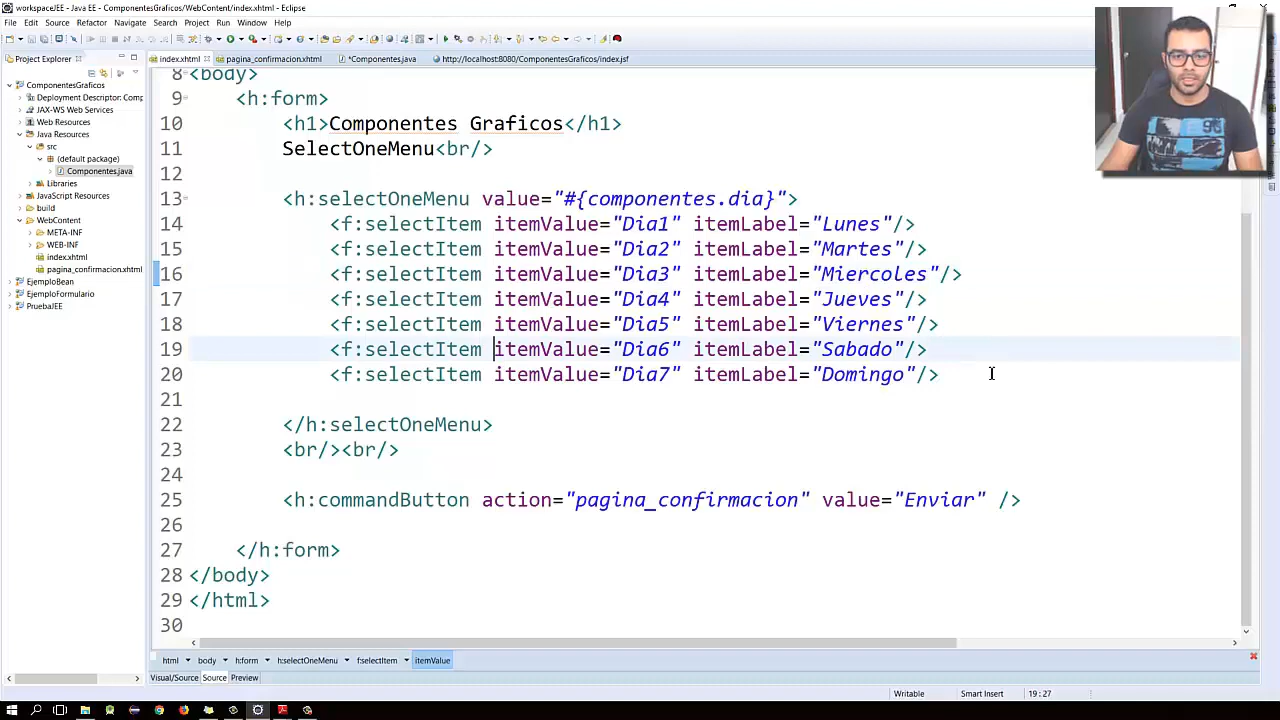 workspaceJEE - Java EE - ComponentesGraficos/WebContent/index.xhtml - Eclipse
File Edit Source Refactor Navigate Search Project Run Window Help
Project Explorer
index.xhtml pagina_confirmacion.xhtml *Componentes.java http://localhost:8080/ComponentesGraficos/index.jsf
ComponentesGraficos
Deployment Descriptor: Comp
JAX-WS Web Services
Web Resources
Java Resources
src
(default package)
Componentes.java
Libraries
JavaScript Resources
build
WebContent
META-INF
WEB-INF
index.xhtml
pagina_confirmacion.xhtml
EjemploBean
EjemploFormulario
PruebaJEE
8 <body>
9 <h:form>
10 <h1>Componentes Graficos</h1>
11 SelectOneMenu<br/>
12
13 <h:selectOneMenu value="#{componentes.dia}">
14 <f:selectItem itemValue="Dia1" itemLabel="Lunes"/>
15 <f:selectItem itemValue="Dia2" itemLabel="Martes"/>
16 <f:selectItem itemValue="Dia3" itemLabel="Miercoles"/>
17 <f:selectItem itemValue="Dia4" itemLabel="Jueves"/>
18 <f:selectItem itemValue="Dia5" itemLabel="Viernes"/>
19 <f:selectItem itemValue="Dia6" itemLabel="Sabado"/>
20 <f:selectItem itemValue="Dia7" itemLabel="Domingo"/>
21
22 </h:selectOneMenu>
23 <br/><br/>
24
25 <h:commandButton action="pagina_confirmacion" value="Enviar" />
26
27 </h:form>
28 </body>
29 </html>
30
html body h:form h:selectOneMenu f:selectItem itemValue
Visual/Source Source Preview
Writable Smart Insert 19 : 27